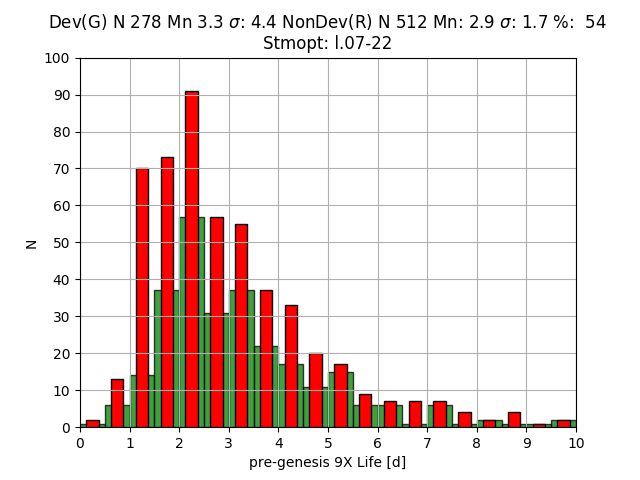 Dev(G) N 278 Mn 3.3 σ: 4.4 NonDev(R) N 512 Mn: 2.9 σ: 1.7 %: 54
Stmopt: l.07-22
100
90
80
70
60
50
40
30
20
10
0
N
0 1 2 3 4 5 6 7 8 9 10
pre-genesis 9X Life [d]